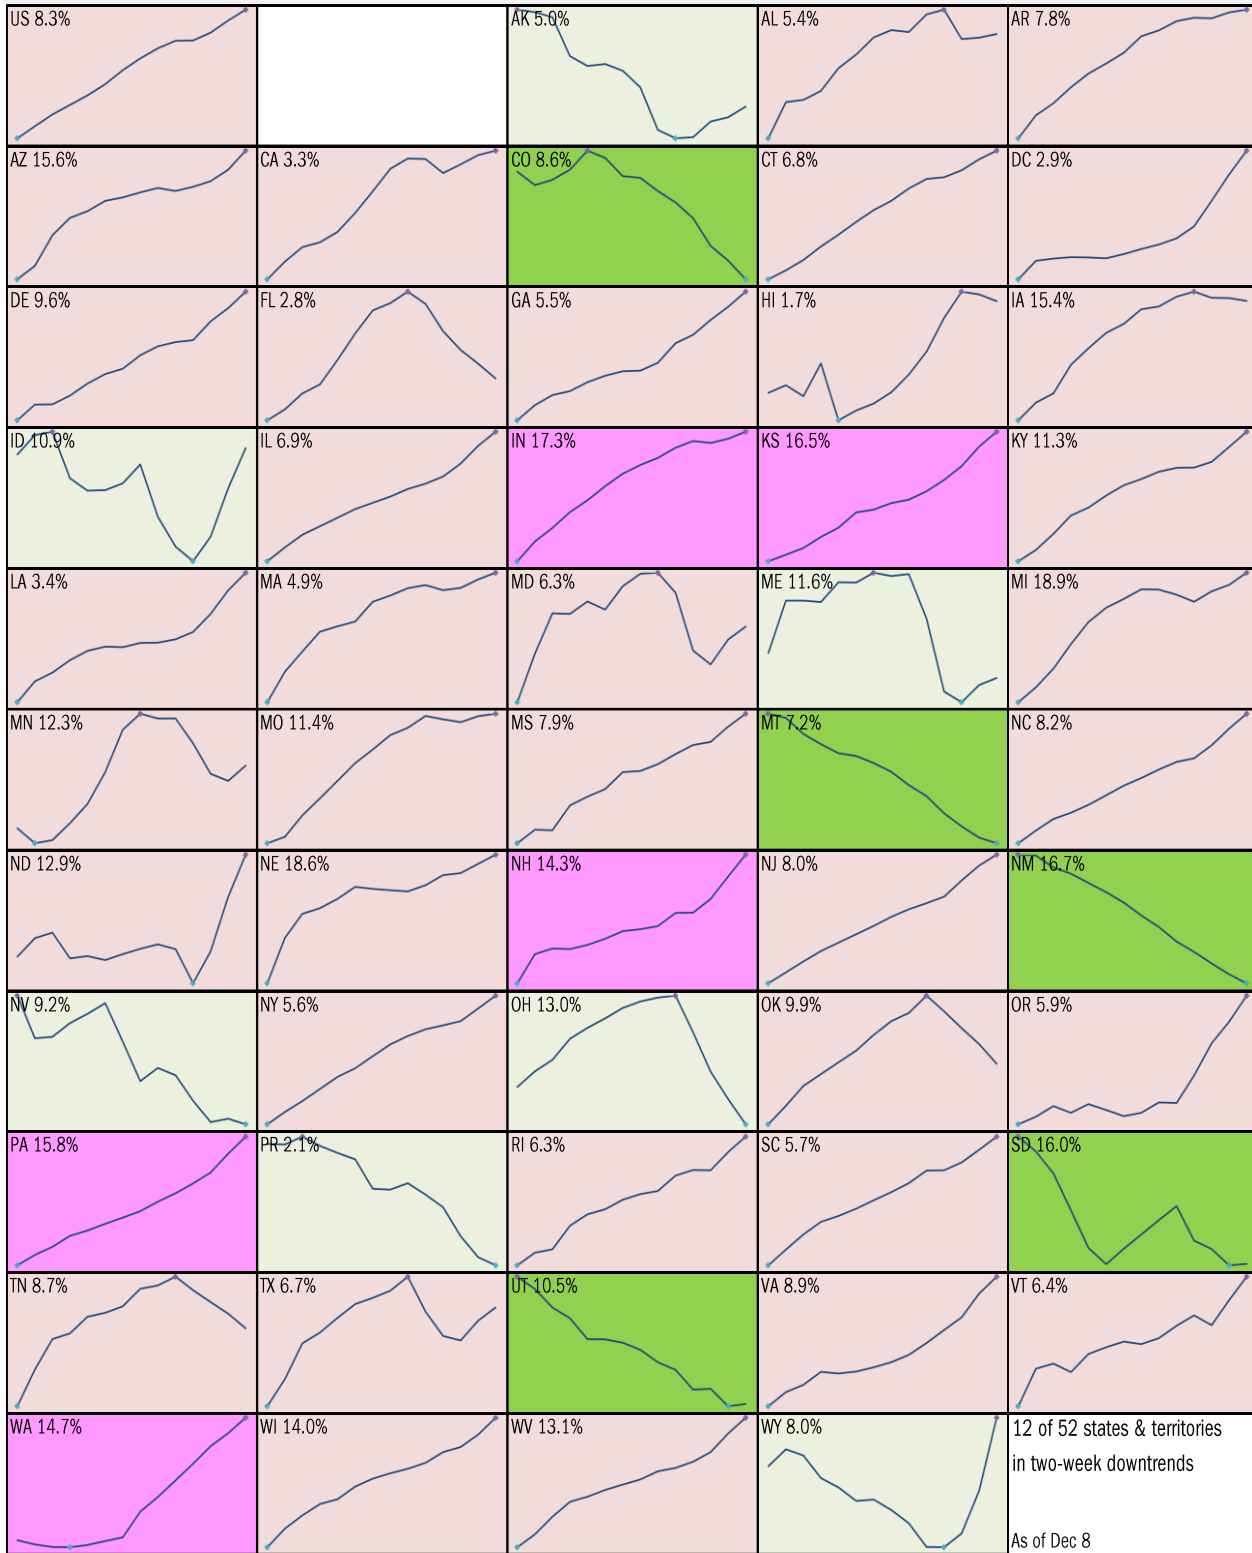 US 8.3%
AK 5.0%
AL 5.4%
AR 7.8%
AZ 15.6%
CA 3.3%
CO 8.6%
CT 6.8%
DC 2.9%
DE 9.6%
FL 2.8%
GA 5.5%
HI 1.7%
IA 15.4%
ID 10.9%
IL 6.9%
IN 17.3%
KS 16.5%
KY 11.3%
LA 3.4%
MA 4.9%
MD 6.3%
ME 11.6%
MI 18.9%
MN 12.3%
MO 11.4%
MS 7.9%
MT 7.2%
NC 8.2%
ND 12.9%
NE 18.6%
NH 14.3%
NJ 8.0%
NM 16.7%
NV 9.2%
NY 5.6%
OH 13.0%
OK 9.9%
OR 5.9%
PA 15.8%
PR 2.1%
RI 6.3%
SC 5.7%
SD 16.0%
TN 8.7%
TX 6.7%
UT 10.5%
VA 8.9%
VT 6.4%
WA 14.7%
WI 14.0%
WV 13.1%
WY 8.0%
12 of 52 states & territories
in two-week downtrends
As of Dec 8